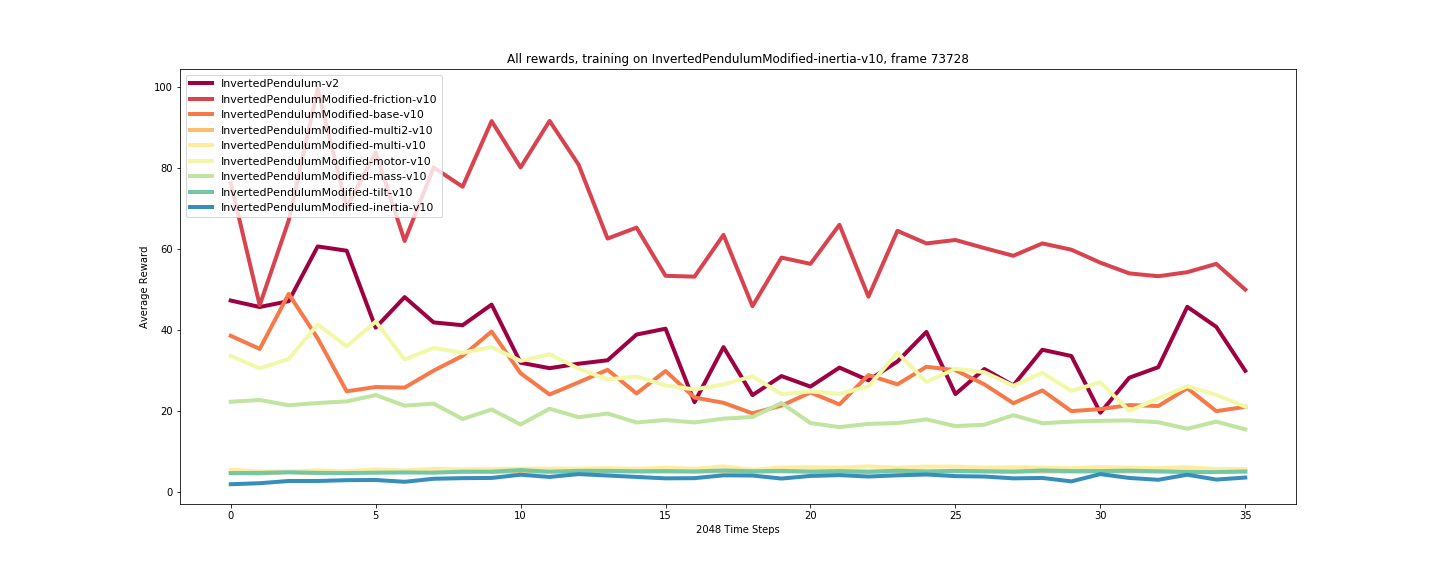 All rewards, training on InvertedPendulumModified-inertia-v10, frame 73728
InvertedPendulum-v2
InvertedPendulumModified-friction-v10
InvertedPendulumModified-base-v10
InvertedPendulumModified-multi2-v10
InvertedPendulumModified-multi-v10
InvertedPendulumModified-motor-v10
InvertedPendulumModified-mass-v10
InvertedPendulumModified-tilt-v10
InvertedPendulumModified-inertia-v10
Average Reward
100
80
60
40
20
0
0 5 10 15 20 25 30 35
2048 Time Steps